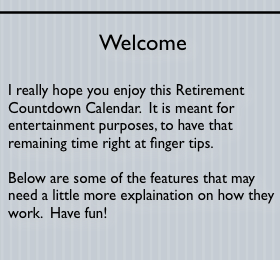 Welcome
I really hope you enjoy this Retirement
Countdown Calendar.  It is meant for
entertainment purposes, to have that
remaining time right at finger tips.
Below are some of the features that may
need a little more explaination on how they
work.  Have fun!